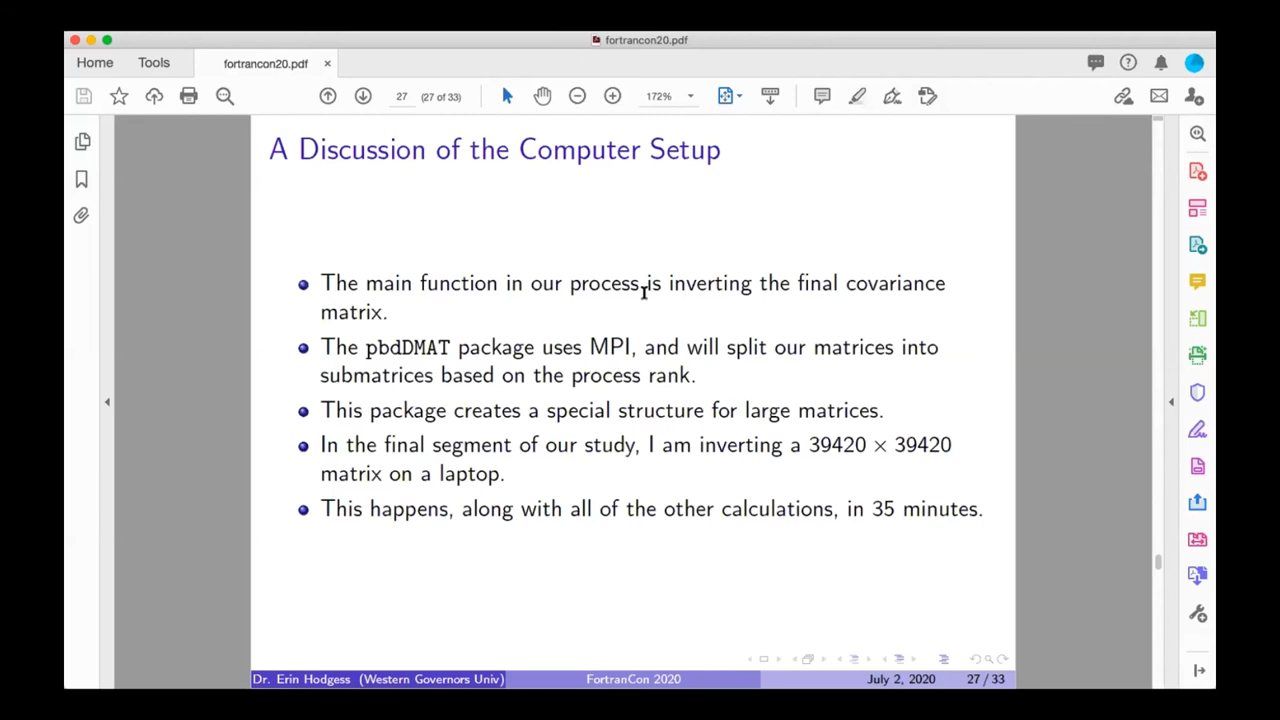 fortrancon20.pdf
Home Tools fortrancon20.pdf ×
27 (27 of 33) 172%
A Discussion of the Computer Setup
The main function in our process is inverting the final covariance
matrix.
The pbdDMAT package uses MPI, and will split our matrices into
submatrices based on the process rank.
This package creates a special structure for large matrices.
In the final segment of our study, I am inverting a 39420 × 39420
matrix on a laptop.
This happens, along with all of the other calculations, in 35 minutes.
Dr. Erin Hodgess (Western Governors Univ) FortranCon 2020 July 2, 2020 27 / 33